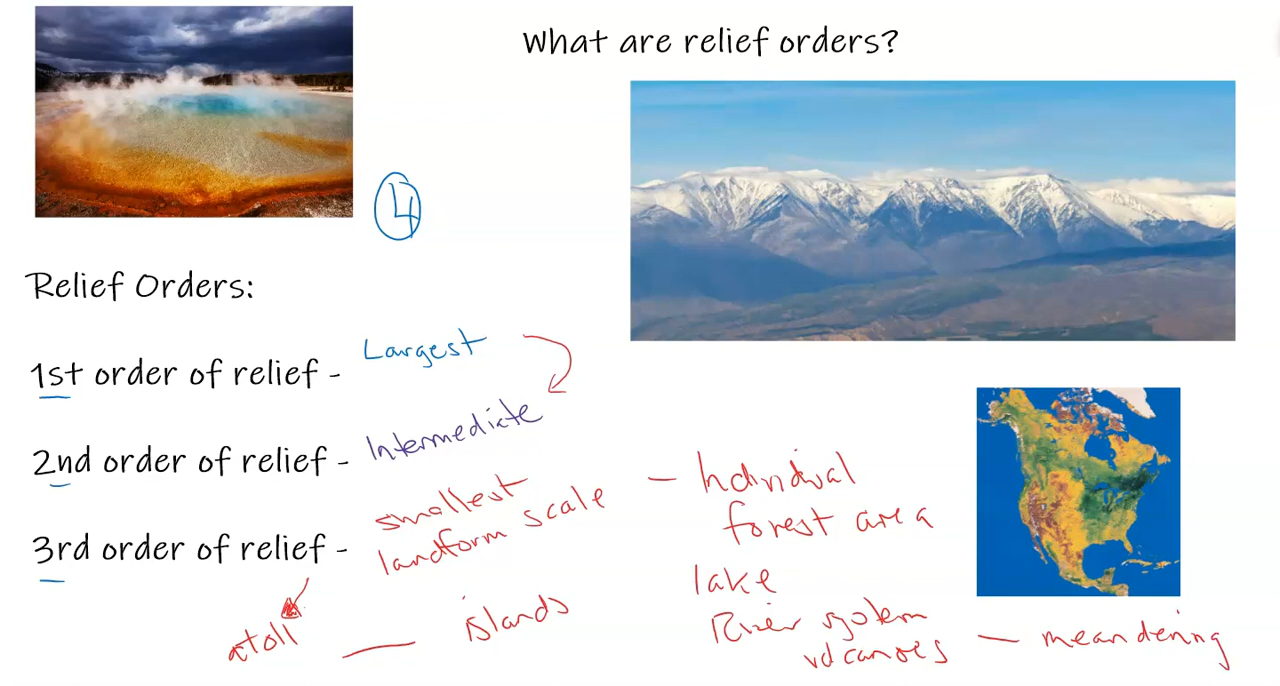 What are relief orders?
4
Relief Orders:
1st order of relief - Largest
2nd order of relief - Intermediate
3rd order of relief - smallest
landform scale
- Individual
forest area
lake
River system
volcanoes - meandering
atoll - islands